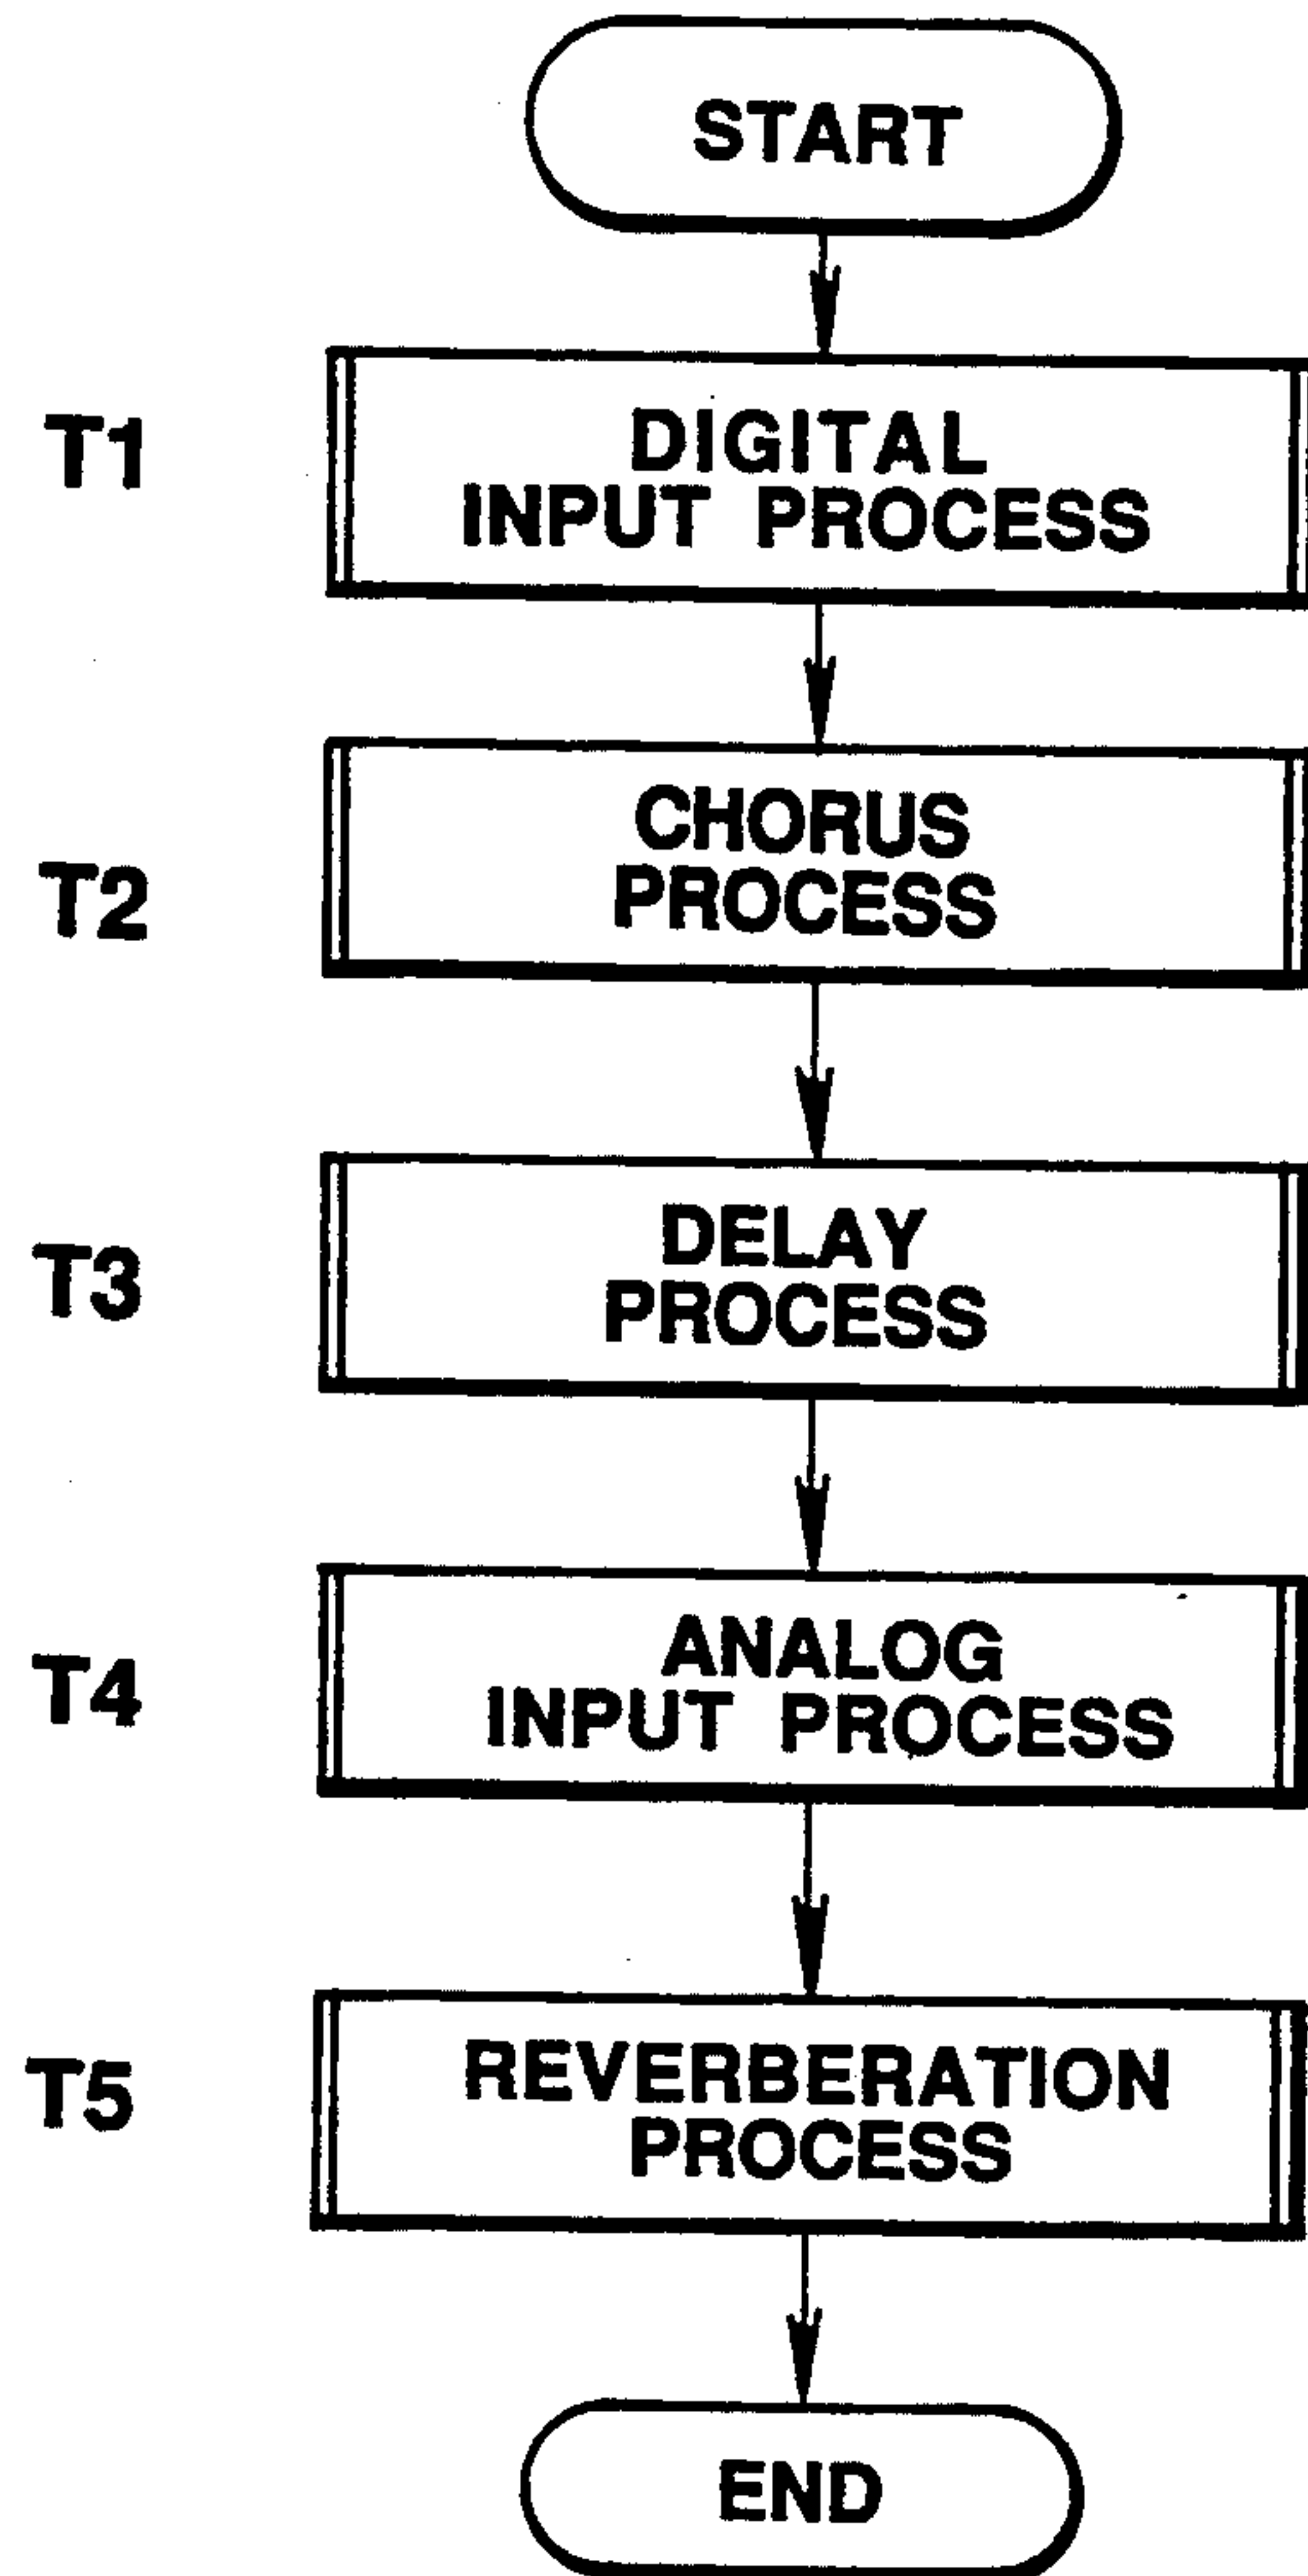 START
T1
DIGITAL
INPUT PROCESS
T2
CHORUS
PROCESS
T3
DELAY
PROCESS
T4
ANALOG
INPUT PROCESS
T5
REVERBERATION
PROCESS
END